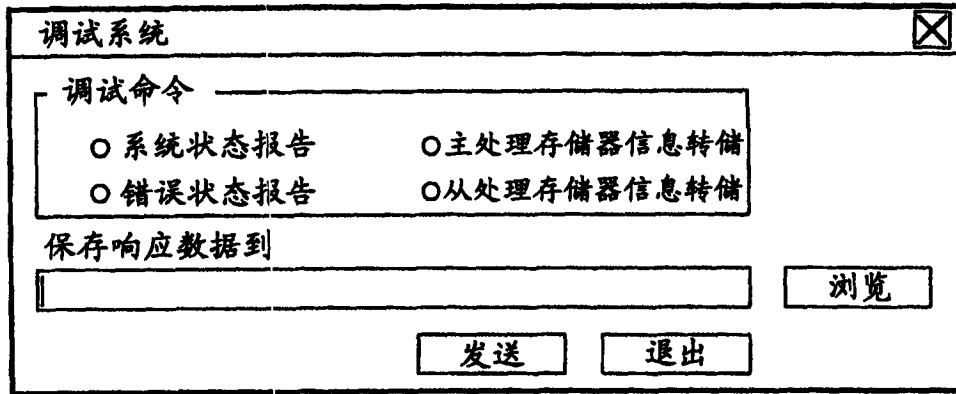 调试系统
调试命令
系统状态报告 主处理存储器信息转储
错误状态报告 从处理存储器信息转储
保存响应数据到
浏览
发送 退出